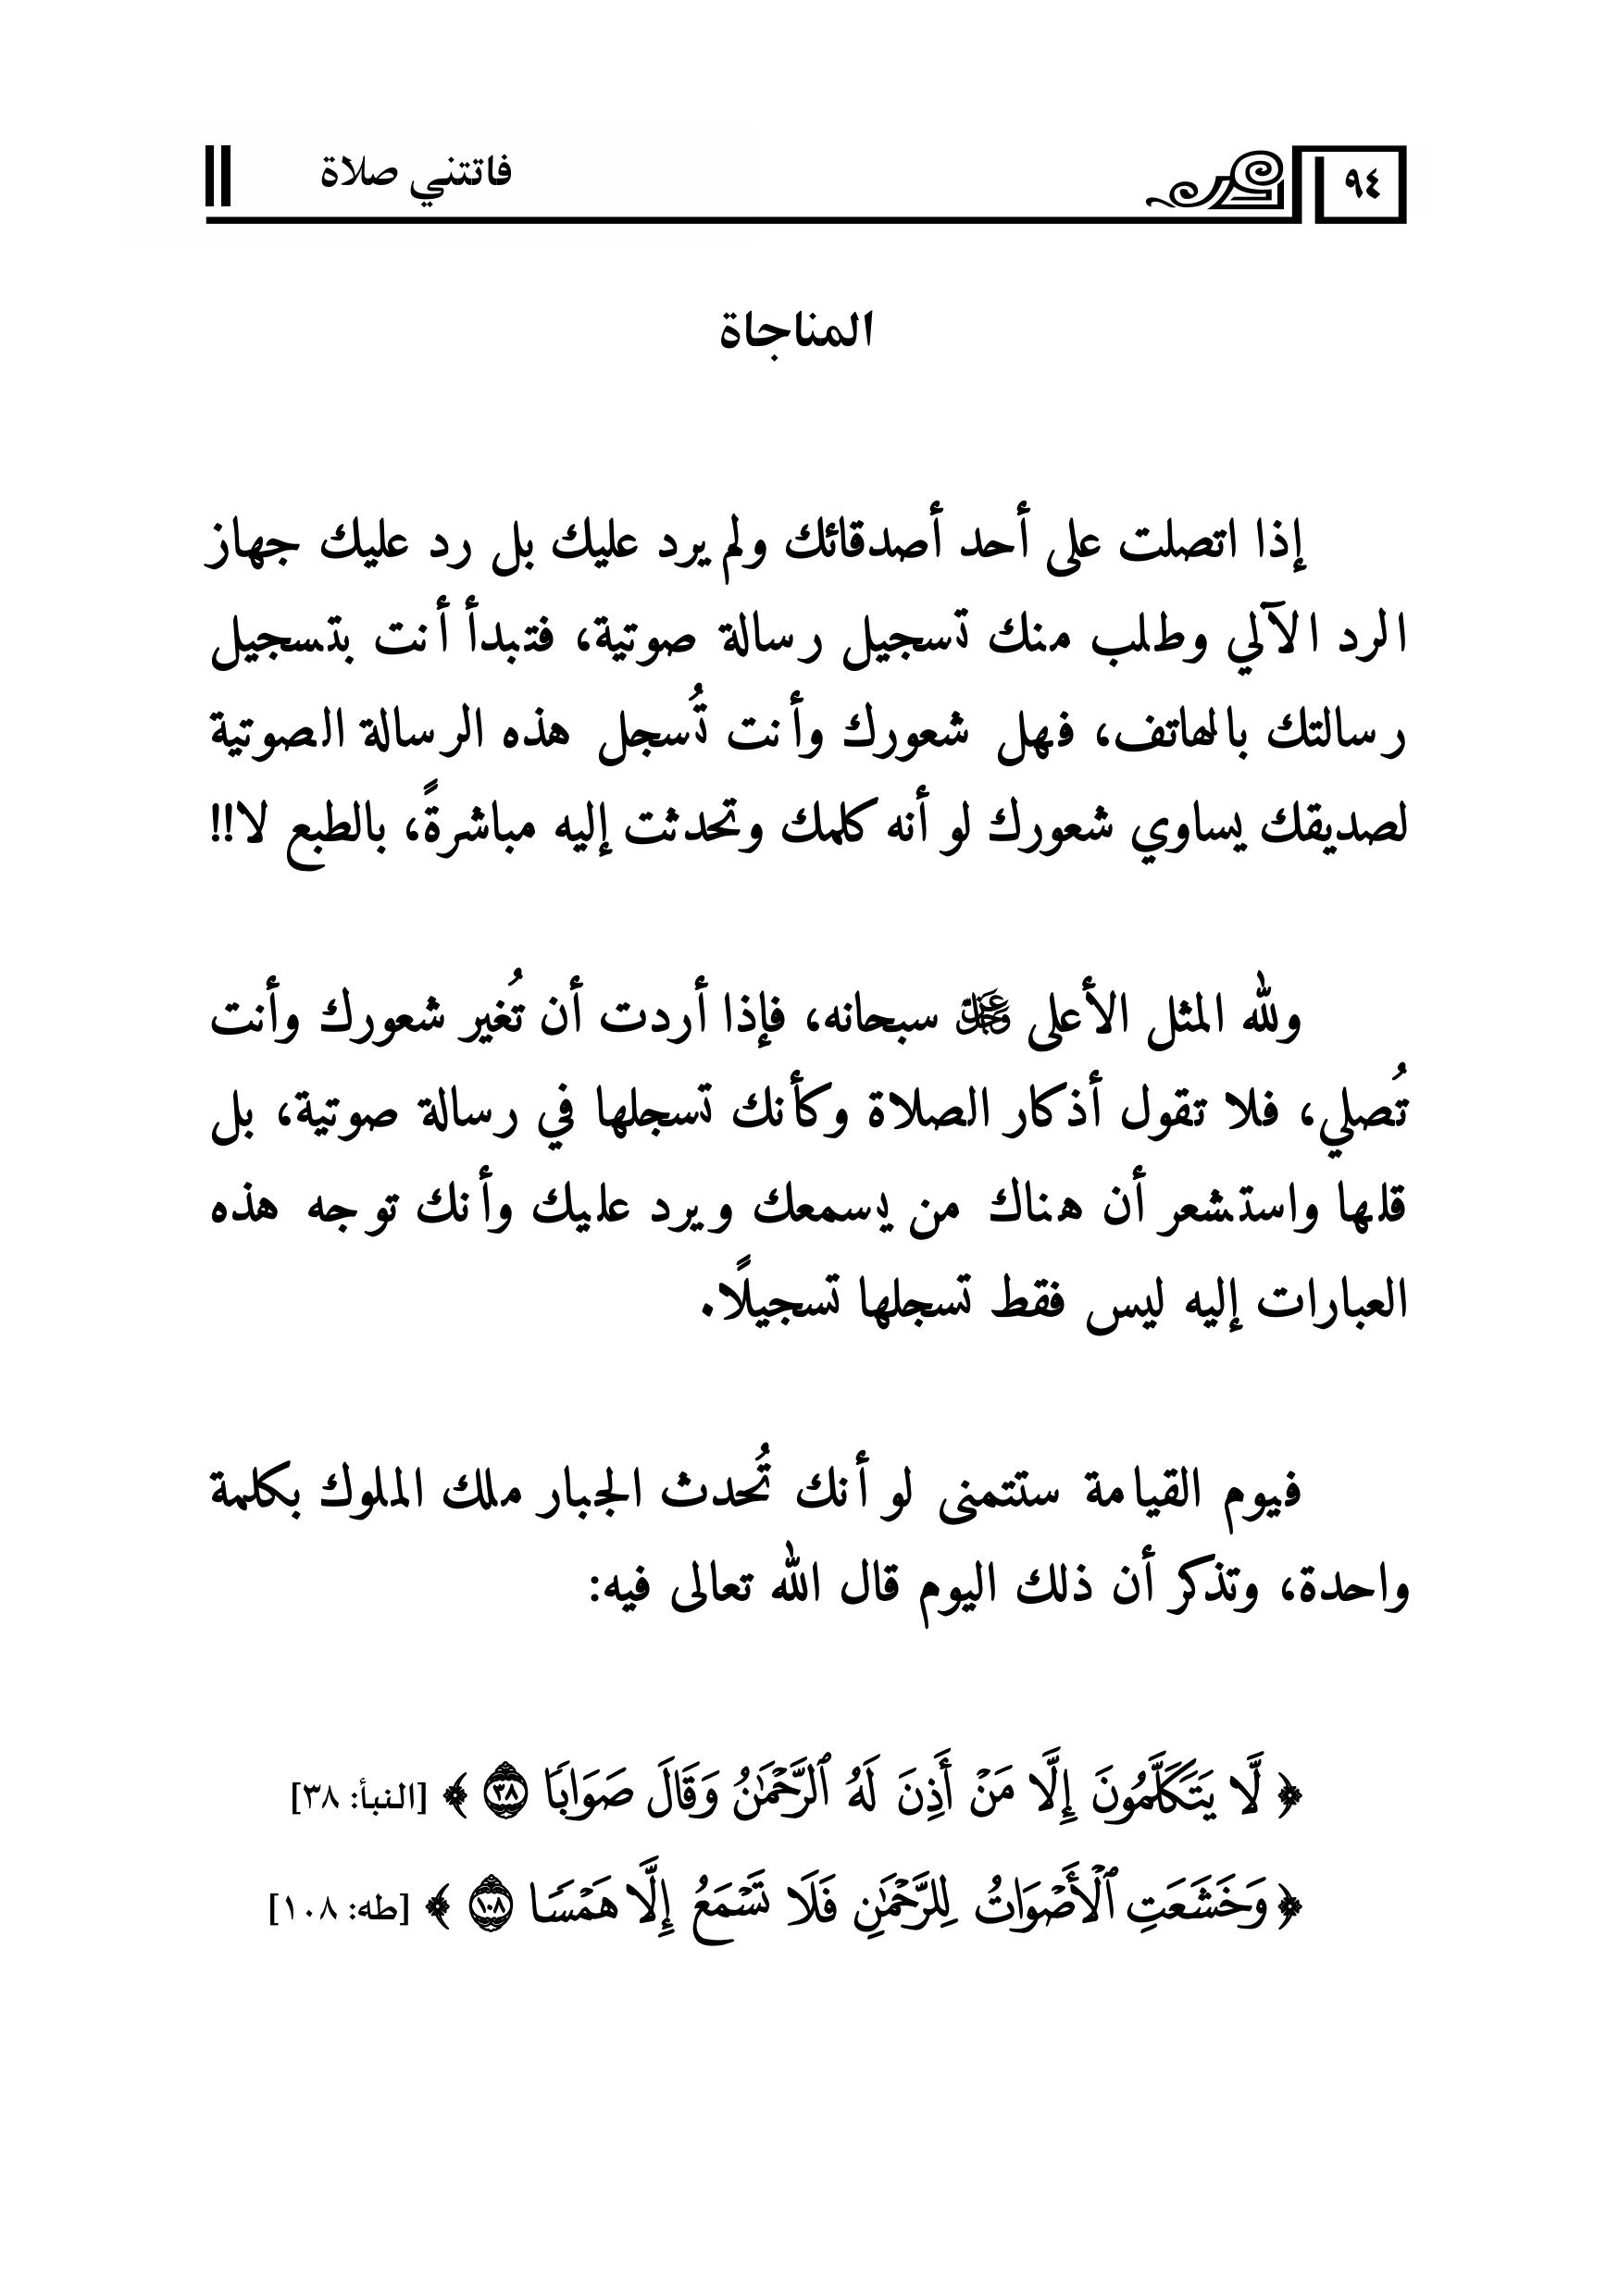 ٩٤
فاتتني صلاة
المناجاة
إذا اتصلت على أحد أصدقائك ولم يرد عليك بل رد عليك جهاز
الرد الآلي وطلب منك تسجيل رسالة صوتية، فتبدأ أنت بتسجيل
رسالتك بالهاتف، فهل شعورك وأنت تُسجل هذه الرسالة الصوتية
لصديقك يساوي شعورك لو أنه كلمك وتحدثت إليه مباشرةً، بالطبع لا!!
ولله المثل الأعلى عز وجل سبحانه، فإذا أردت أن تُغير شعورك وأنت
تُصلي، فلا تقول أذكار الصلاة وكأنك تسجلها في رسالة صوتية، بل
قلها واستشعر أن هناك من يسمعك ويرد عليك وأنك توجه هذه
العبارات إليه ليس فقط تسجلها تسجيلًا.
فيوم القيامة ستتمنى لو أنك تُحدث الجبار ملك الملوك بكلمة
واحدة، وتذكر أن ذلك اليوم قال الله تعالى فيه:
﴿ لَّا يَتَكَلَّمُونَ إِلَّا مَنْ أَذِنَ لَهُ ٱلرَّحْمَٰنُ وَقَالَ صَوَابًا ٣٨ ﴾ [النبأ: ٣٨]
﴿ وَخَشَعَتِ ٱلْأَصْوَاتُ لِلرَّحْمَٰنِ فَلَا تَسْمَعُ إِلَّا هَمْسًا ١٠٨ ﴾ [طه: ١٠٨]